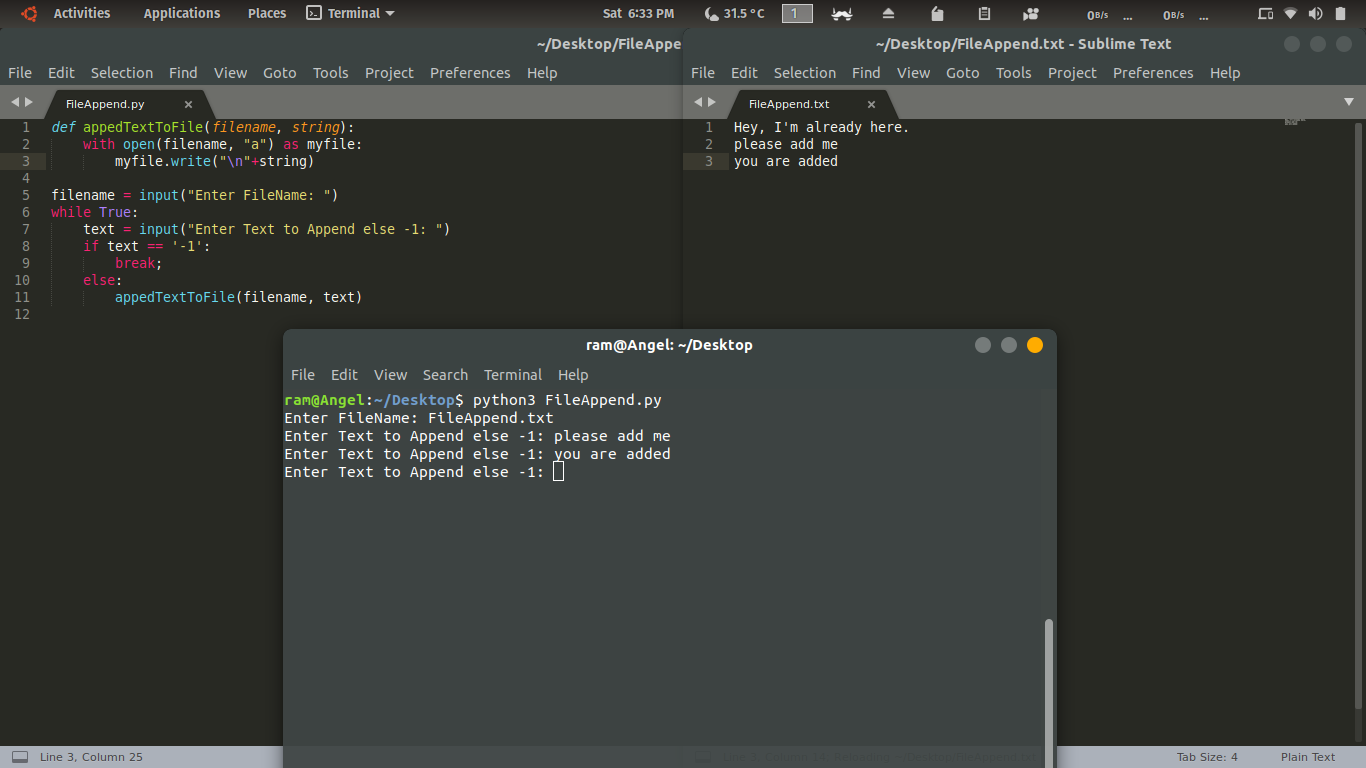 Activities Applications Places Terminal Sat 6:33 PM 31.5 °C 1 0B/s ... 0B/s ...
~/Desktop/FileAppe
File Edit Selection Find View Goto Tools Project Preferences Help
FileAppend.py ×
1 def appedTextToFile(filename, string):
2 with open(filename, "a") as myfile:
3 myfile.write("\n"+string)
4
5 filename = input("Enter FileName: ")
6 while True:
7 text = input("Enter Text to Append else -1: ")
8 if text == '-1':
9 break;
10 else:
11 appedTextToFile(filename, text)
12
~/Desktop/FileAppend.txt - Sublime Text
File Edit Selection Find View Goto Tools Project Preferences Help
FileAppend.txt ×
1 Hey, I'm already here.
2 please add me
3 you are added
ram@Angel: ~/Desktop
File Edit View Search Terminal Help
ram@Angel:~/Desktop$ python3 FileAppend.py
Enter FileName: FileAppend.txt
Enter Text to Append else -1: please add me
Enter Text to Append else -1: you are added
Enter Text to Append else -1:
Line 3, Column 25
Tab Size: 4 Plain Text